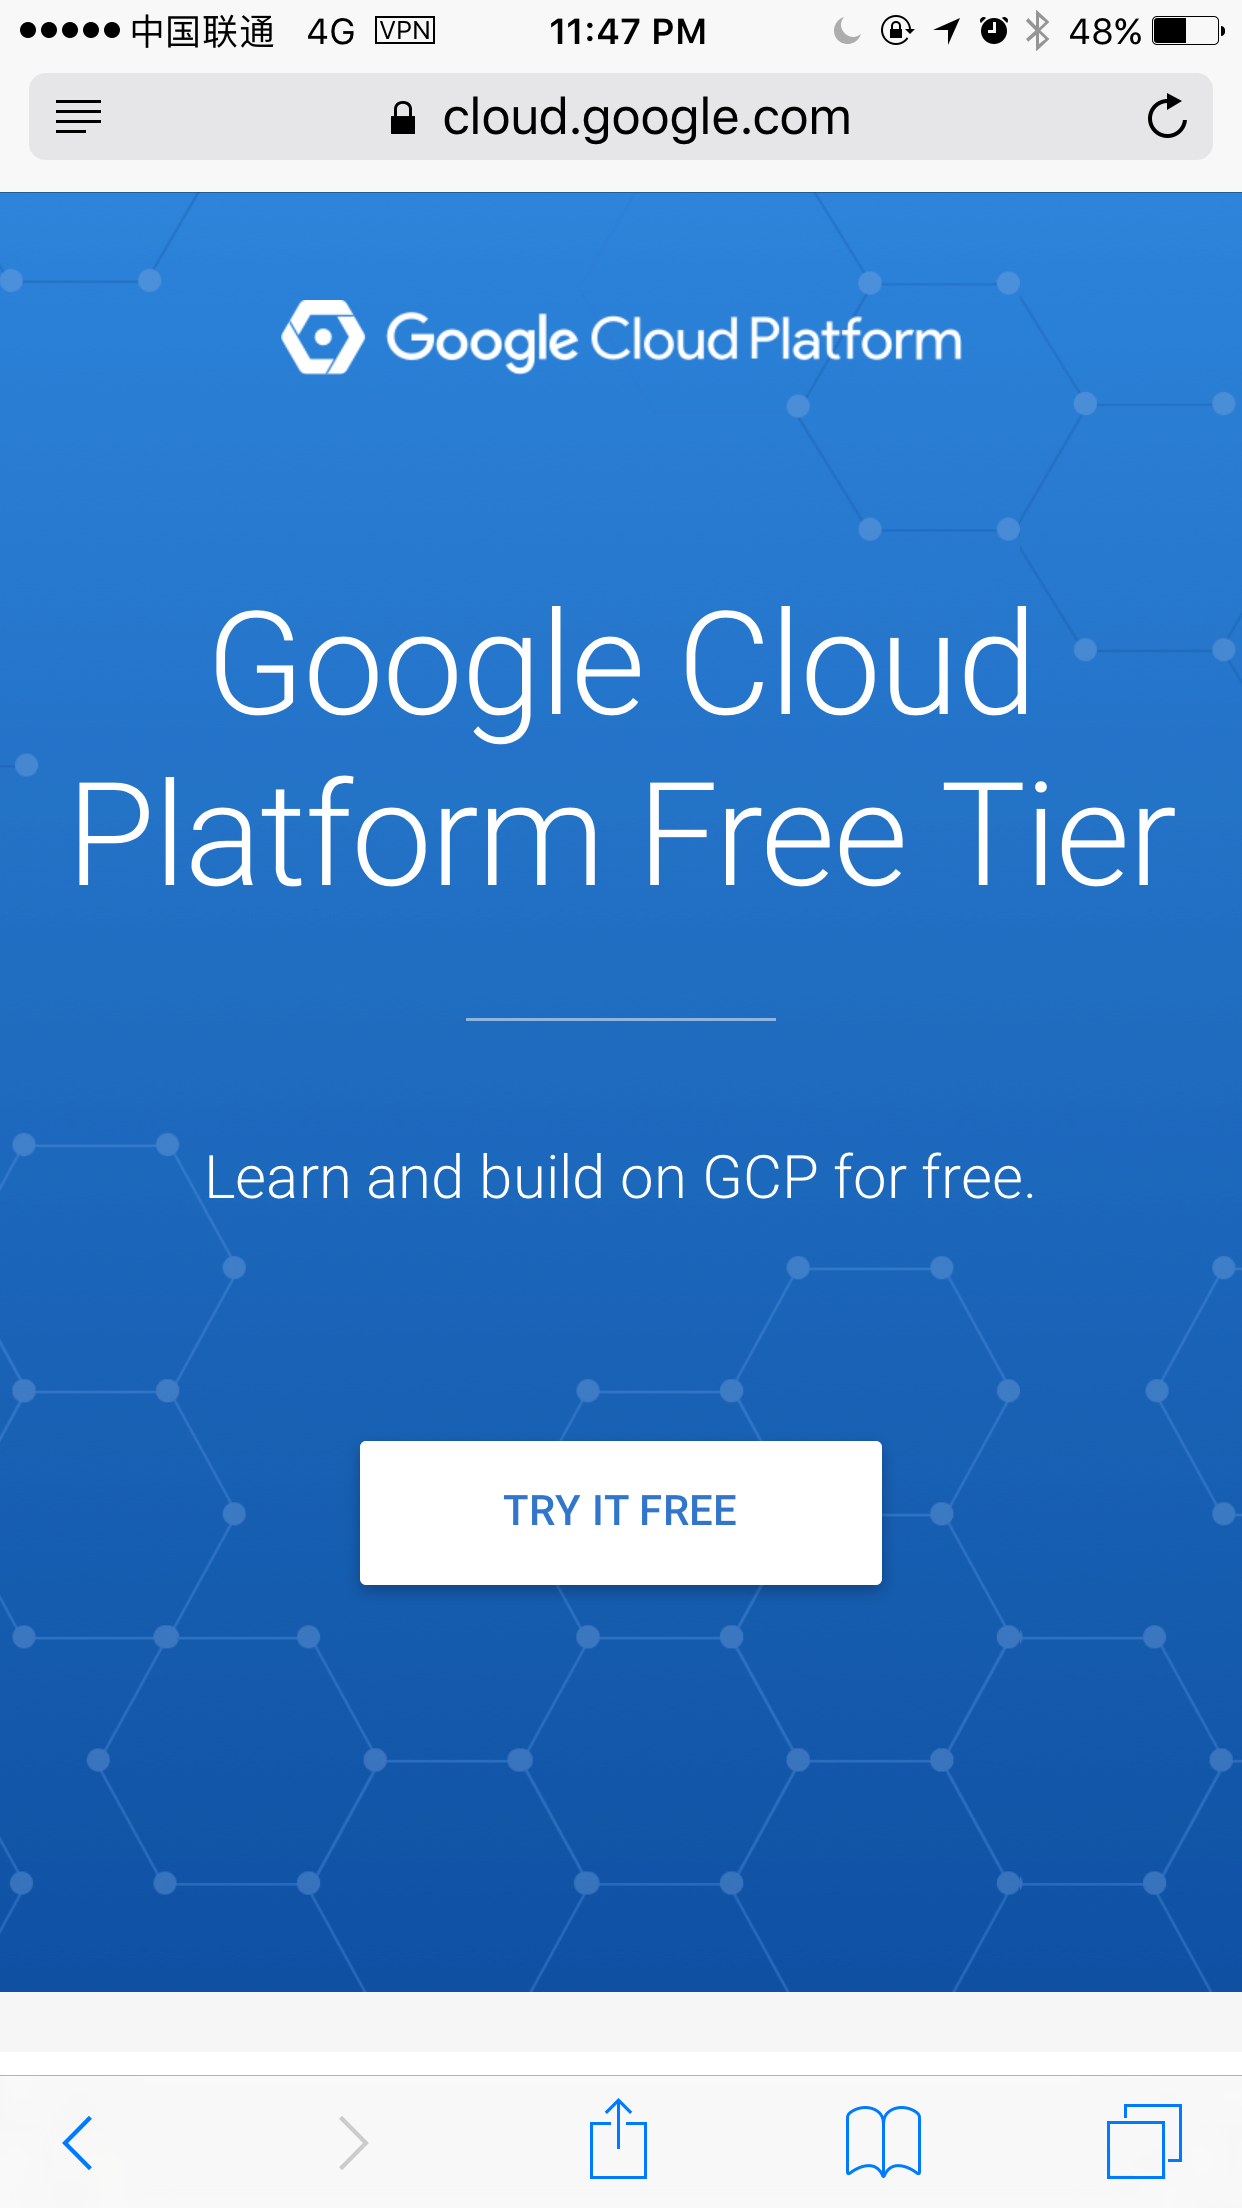 中国联通 4G VPN 11:47 PM 48%
cloud.google.com
Google Cloud Platform
Google Cloud
Platform Free Tier
Learn and build on GCP for free.
TRY IT FREE